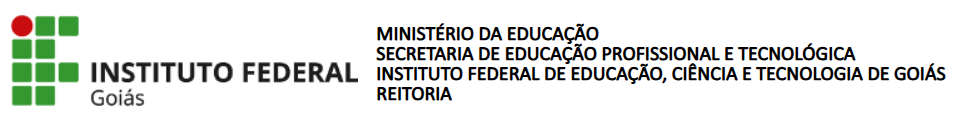 INSTITUTO FEDERAL
Goiás
MINISTÉRIO DA EDUCAÇÃO
SECRETARIA DE EDUCAÇÃO PROFISSIONAL E TECNOLÓGICA
INSTITUTO FEDERAL DE EDUCAÇÃO, CIÊNCIA E TECNOLOGIA DE GOIÁS
REITORIA